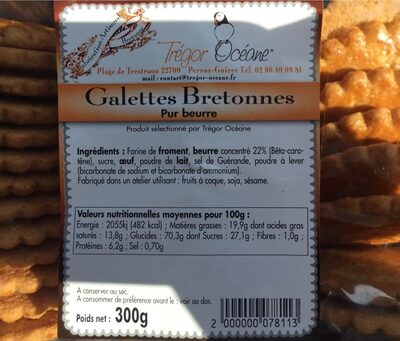 Fabrication Artisanale
Trégor Océane
Plage de Trestraou 22700 Perros-Guirec Tel 02 96 49 09 81
mail : contact@tregor-oceane.fr
Galettes Bretonnes
Pur beurre
Produit sélectionné par Trégor Océane
Ingrédients : Farine de froment, beurre concentré 22% (Bêta-caro-
tène), sucre, œuf, poudre de lait, sel de Guérande, poudre à lever
(bicarbonate de sodium et bicarbonate d'ammonium).
Fabriqué dans un atelier utilisant : fruits à coque, soja, sésame.
Valeurs nutritionnelles moyennes pour 100g :
Energie : 2055kj (482 kcal) ; Matières grasses : 19,9g dont acides gras
saturés : 13,8g ; Glucides : 70,3g dont Sucres : 27,1g ; Fibres : 1,0g ;
Protéines : 6,2g ; Sel : 0,70g
A conserver au sec.
A consommer de préférence avant le : voir au dos.
Poids net : 300g
2 000000 078113